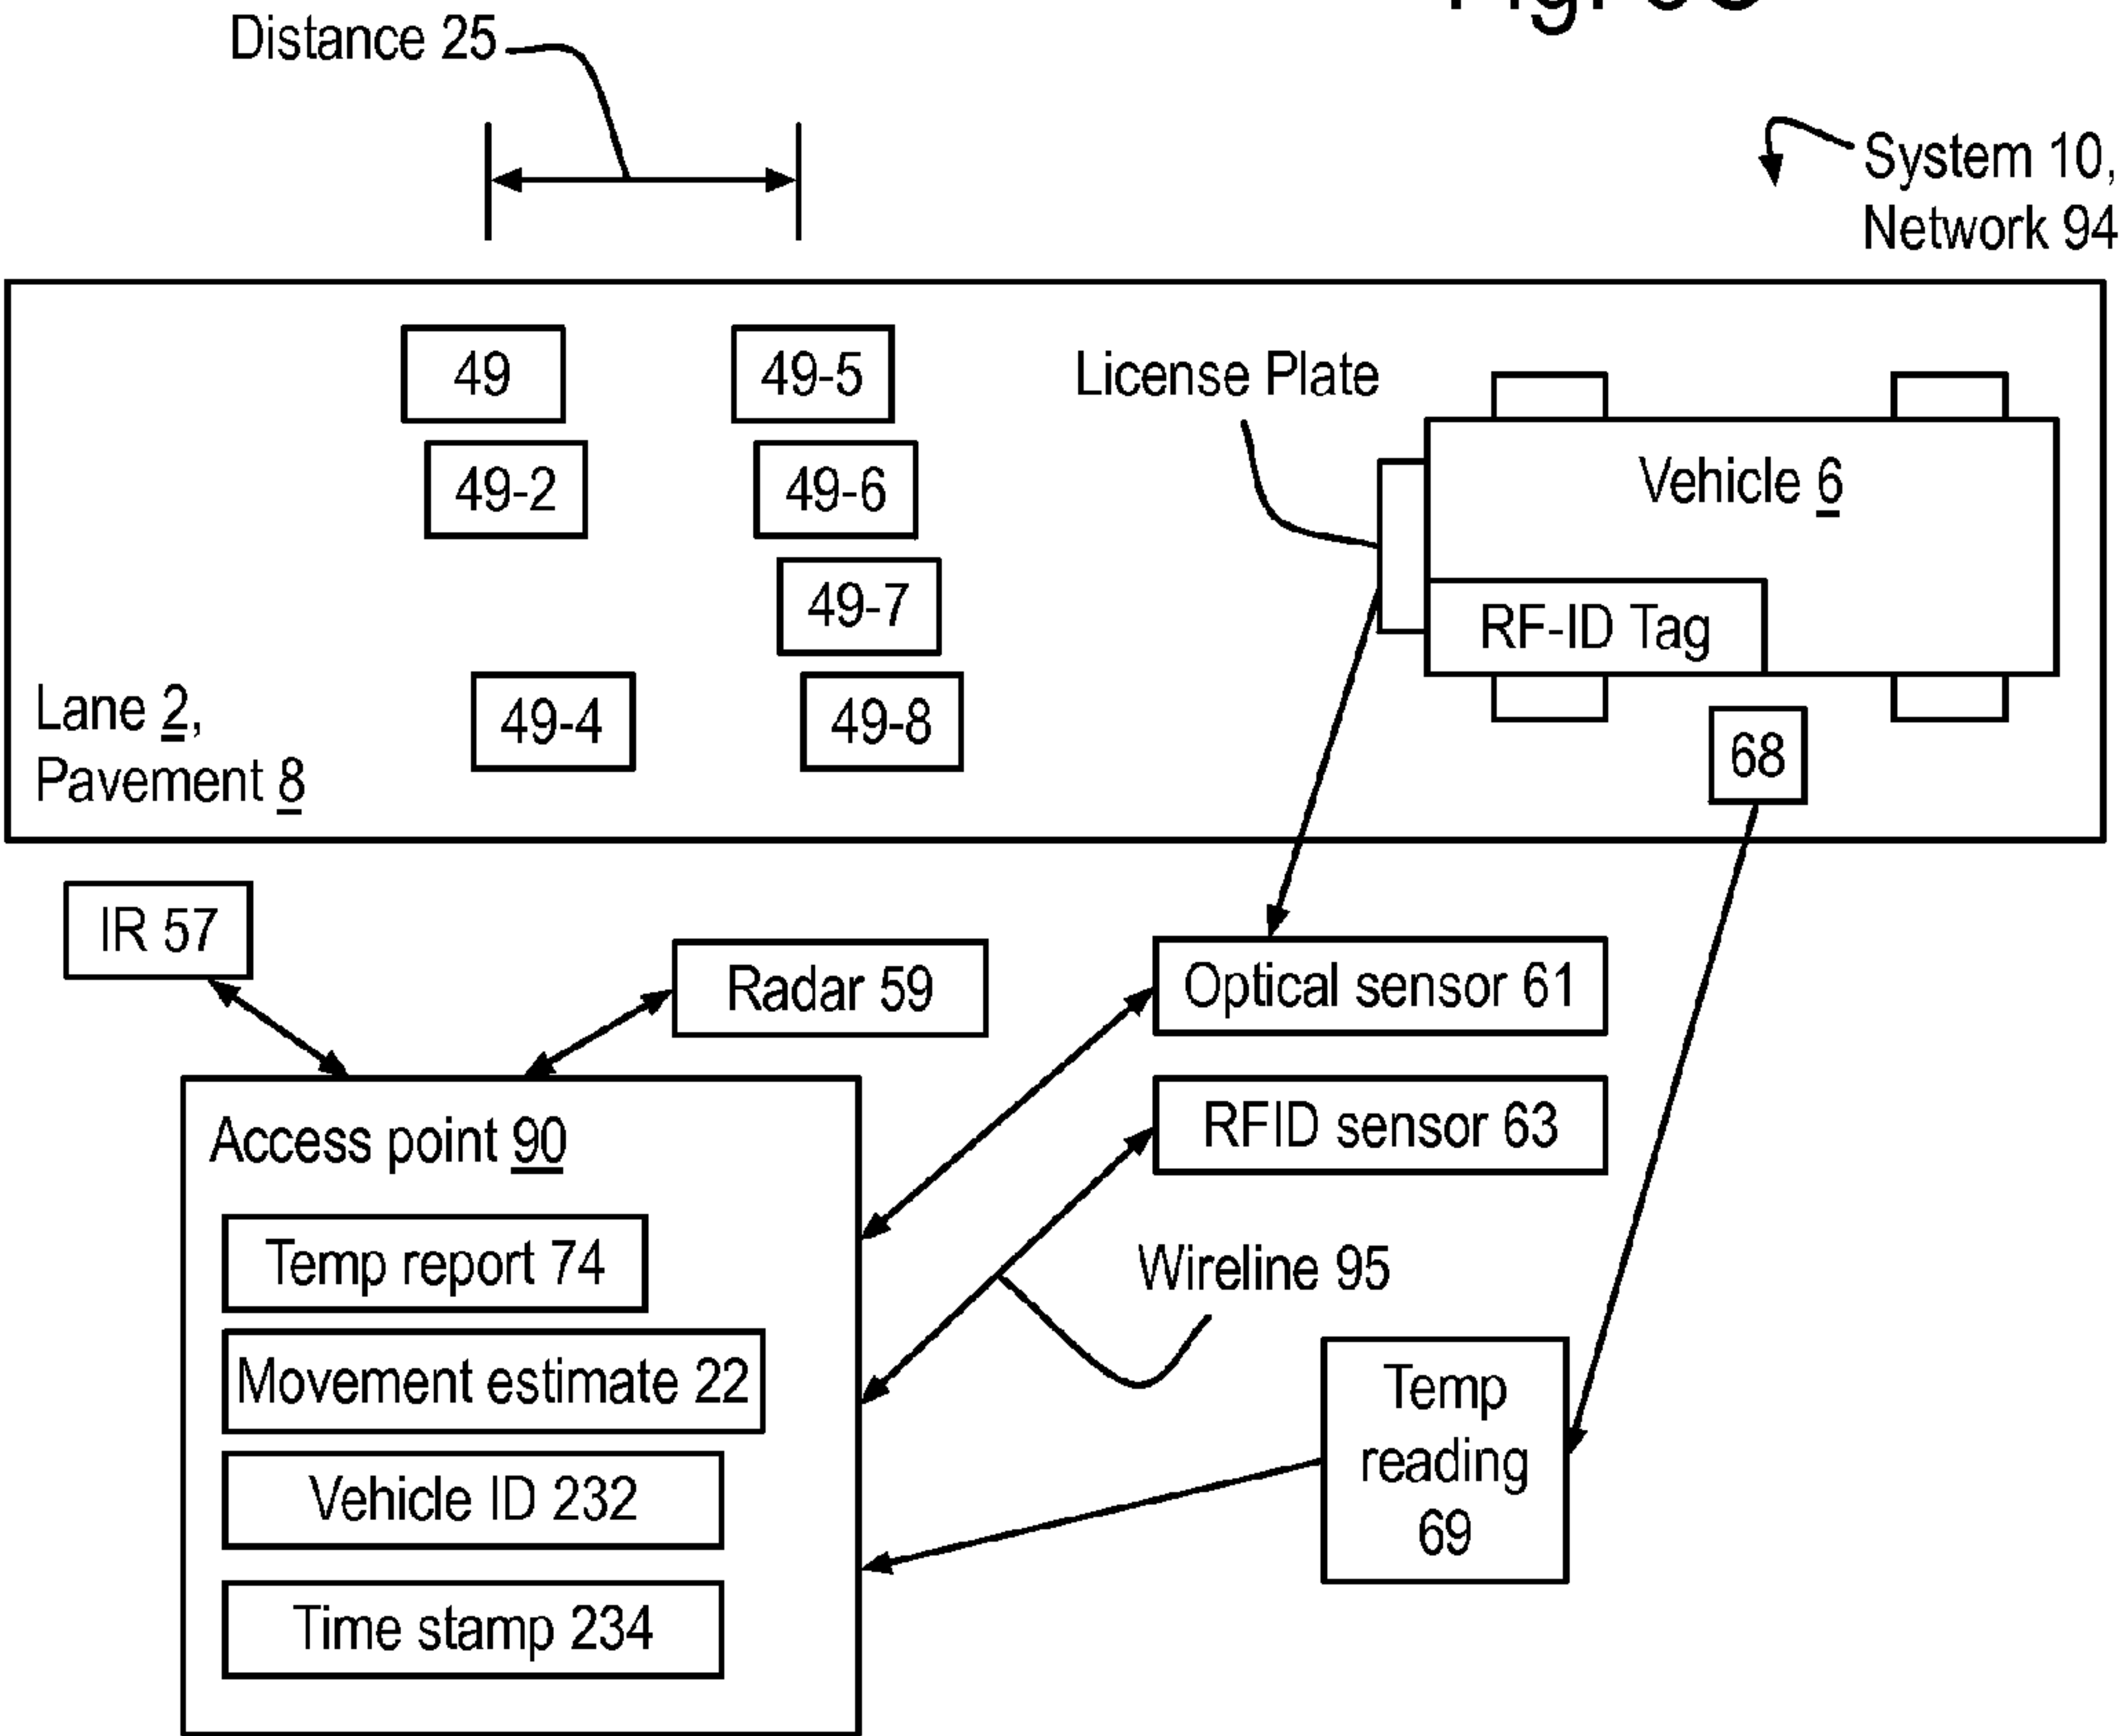 Distance 25
System 10,
Network 94
49
49-5
License Plate
49-2
49-6
Vehicle 6
49-7
RF-ID Tag
49-4
49-8
Lane 2,
Pavement 8
68
IR 57
Radar 59
Optical sensor 61
Access point 90
RFID sensor 63
Temp report 74
Wireline 95
Movement estimate 22
Temp
reading
69
Vehicle ID 232
Time stamp 234